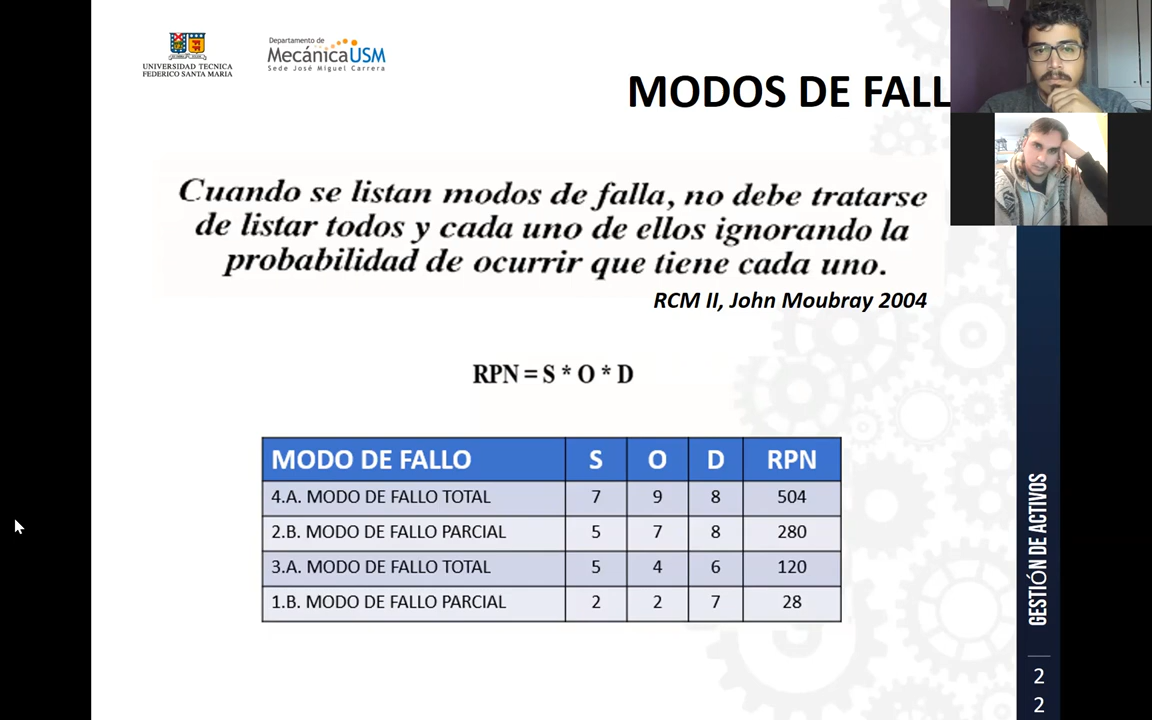 UNIVERSIDAD TECNICA
FEDERICO SANTA MARIA
Departamento de
MecánicaUSM
Sede José Miguel Carrera
MODOS DE FALL
Cuando se listan modos de falla, no debe tratarse
de listar todos y cada uno de ellos ignorando la
probabilidad de ocurrir que tiene cada uno.
RCM II, John Moubray 2004
RPN = S * O * D
MODO DE FALLO S O D RPN
4.A. MODO DE FALLO TOTAL 7 9 8 504
2.B. MODO DE FALLO PARCIAL 5 7 8 280
3.A. MODO DE FALLO TOTAL 5 4 6 120
1.B. MODO DE FALLO PARCIAL 2 2 7 28
GESTIÓN DE ACTIVOS
2
2